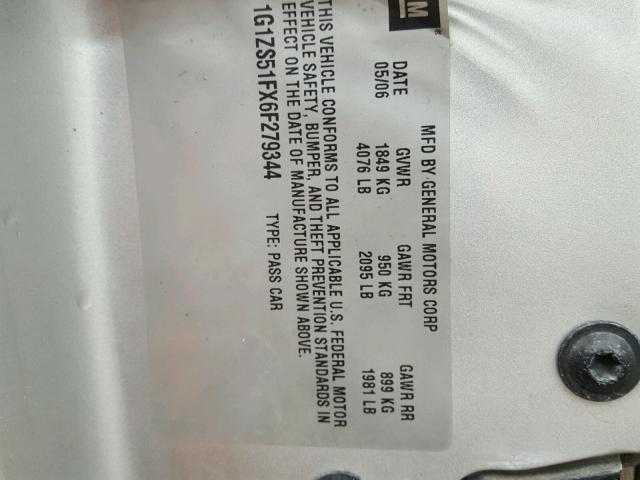 GM
MFD BY GENERAL MOTORS CORP
DATE GVWR GAWR FRT GAWR RR
05/06 1849 KG 950 KG 899 KG
4076 LB 2095 LB 1981 LB
THIS VEHICLE CONFORMS TO ALL APPLICABLE U.S. FEDERAL MOTOR
VEHICLE SAFETY, BUMPER, AND THEFT PREVENTION STANDARDS IN
EFFECT ON THE DATE OF MANUFACTURE SHOWN ABOVE.
1G1ZS51FX6F279344 TYPE: PASS CAR